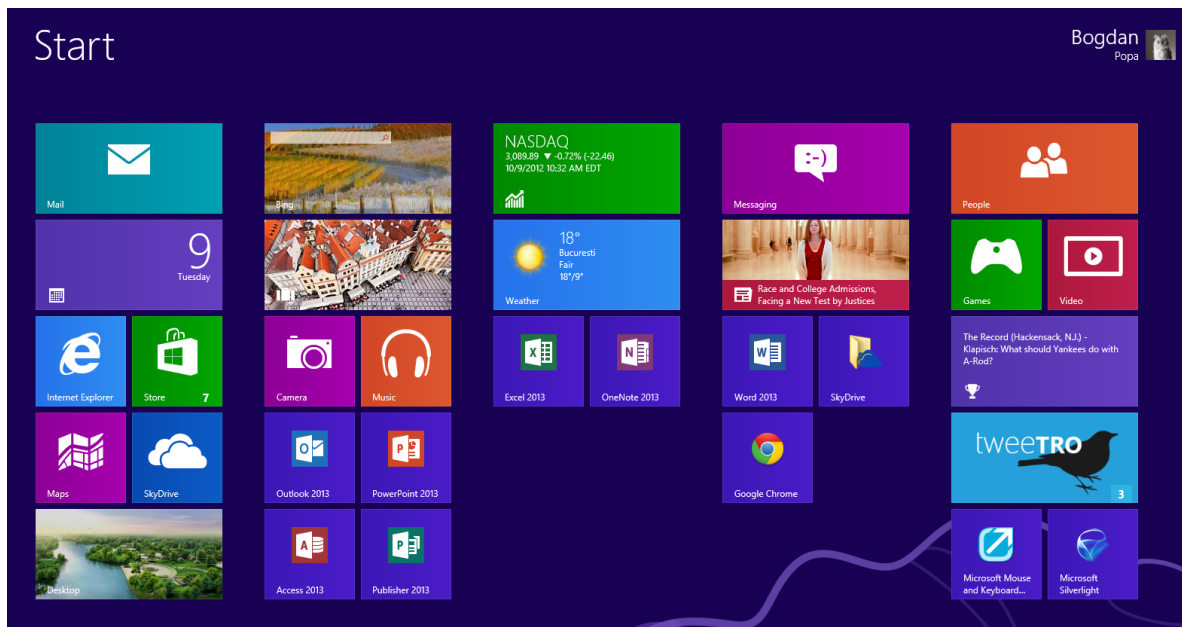 Start
Bogdan
Popa
Mail
9
Tuesday
Internet Explorer
Store
7
Maps
SkyDrive
Desktop
Bing
Camera
Music
Outlook 2013
PowerPoint 2013
Access 2013
Publisher 2013
NASDAQ
3,089.89 ▼ -0.72% (-22.46)
10/9/2012 10:32 AM EDT
18°
Bucuresti
Fair
18°/9°
Weather
Excel 2013
OneNote 2013
Messaging
:-)
Race and College Admissions,
Facing a New Test by Justices
Word 2013
SkyDrive
Google Chrome
People
Games
Video
The Record (Hackensack, N.J.) -
Klapisch: What should Yankees do with
A-Rod?
tweeTRO
3
Microsoft Mouse
and Keyboard...
Microsoft
Silverlight